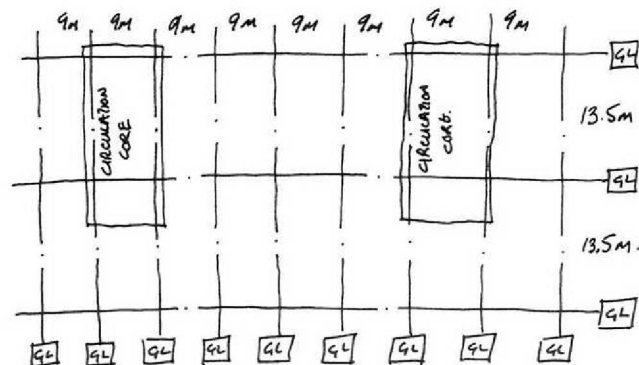 9M 9M 9M 9M 9M 9M 9M 9M
GL
CIRCULATION
CORE
CIRCULATION
CORE.
13.5M
GL
13.5M.
GL
GL GL GL GL GL GL GL GL GL